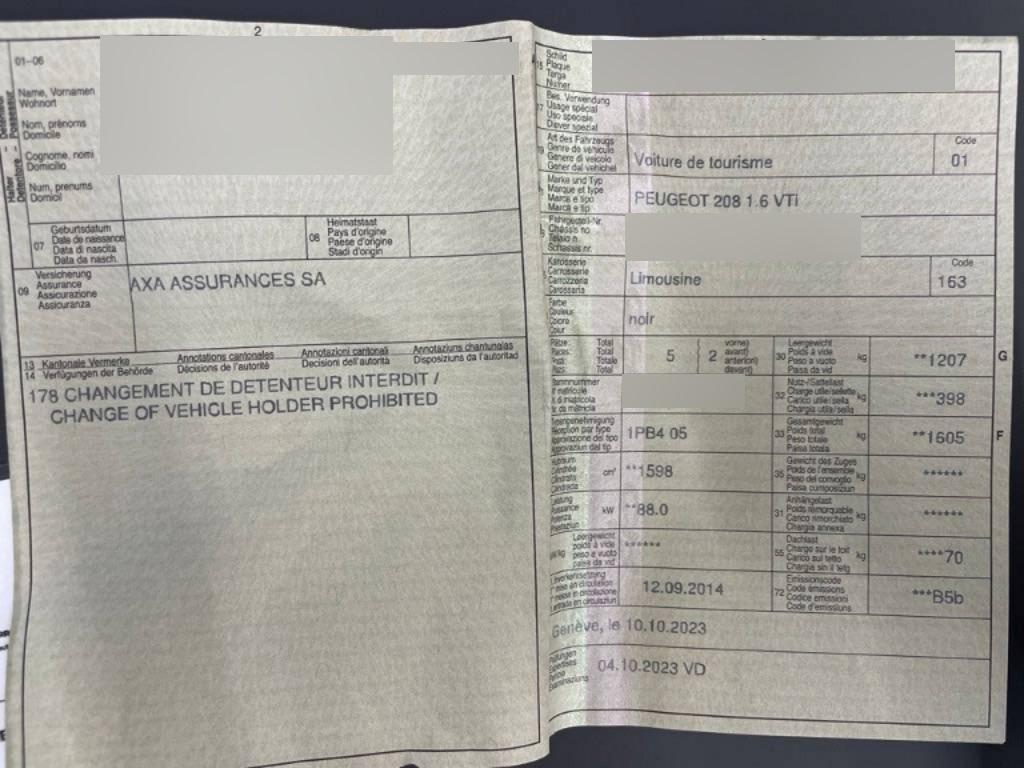 2
01-06
Name, Vornamen
Wohnort
Nom, prénoms
Domicile
Cognome, nomi
Domicilio
Num, prenums
Domicil
07
Geburtsdatum
Date de naissance
Data di nascita
Data da nasch.
08
Heimatstaat
Pays d'origine
Paese d'origine
Stadi d'origin
09
Versicherung
Assurance
Assicurazione
Assicuranza
AXA ASSURANCES SA
13 Kantonale Vermerke Annotations cantonales Annotazioni cantonali Annotaziuns chantunalas
14 Verfügungen der Behörde Décisions de l'autorité Decisioni dell'autorità Disposiziuns da l'autoritad
178 CHANGEMENT DE DETENTEUR INTERDIT /
CHANGE OF VEHICLE HOLDER PROHIBITED
Schild
Plaque
Targa
Numer
Bes. Verwendung
Usage spécial
Uso speciale
Diever spezial
Art des Fahrzeugs
Genre de véhicule
Genere di veicolo
Gener dal vehichel
Voiture de tourisme
Code
01
Marke und Typ
Marque et type
Marca e tipo
Marca e tip
PEUGEOT 208 1.6 VTi
Fahrgestell-Nr.
Châssis no
Telaio n.
Schassis nr.
Karosserie
Carrosserie
Carrozzeria
Carossaria
Limousine
Code
163
Farbe
Couleur
Colore
Colur
noir
Total
Total
Totale
Total
5
2
vorne)
avant)
anteriori)
davant)
30
Leergewicht
Poids à vide
Peso a vuoto
Paisa da vid
kg
**1207
G
32
Nutz-/Sattellast
Charge utile/sellette
Carico utile/sella
Chargia utila/sella
kg
***398
1PB4 05
33
Gesamtgewicht
Poids total
Peso totale
Paisa totala
kg
**1605
F
cm³
**1598
35
Gewicht des Zuges
Poids de l'ensemble
Peso del convoglio
Paisa cumposiziun
kg
******
kW
**88.0
31
Anhängelast
Poids remorquable
Carico rimorchiato
Chargia annexa
kg
******
Leergewicht
poids à vide
peso a vuoto
paisa da vid
******
55
Dachlast
Charge sur le toit
Carico sul tetto
Chargia sin il tetg
kg
****70
12.09.2014
72
Emissionscode
Code émissions
Codice emissioni
Code d'emissiuns
***B5b
Genève, le 10.10.2023
04.10.2023 VD